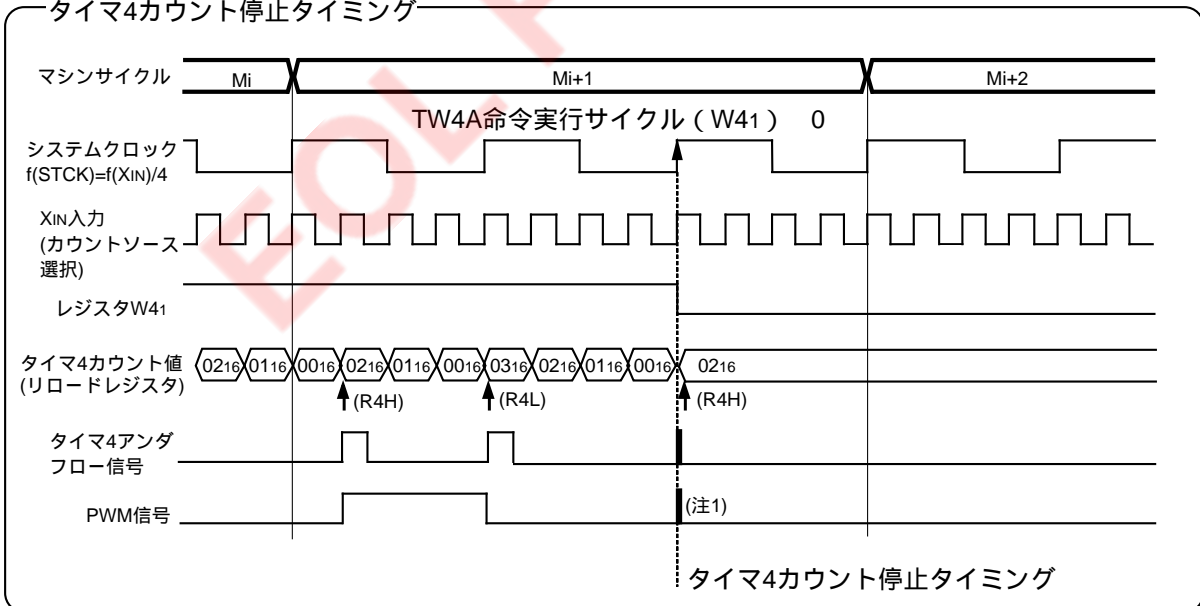 タイマ4カウント停止タイミング
マシンサイクル Mi Mi+1 Mi+2
TW4A命令実行サイクル(W41) 0
システムクロック
f(STCK)=f(XIN)/4
XIN入力
(カウントソース
選択)
レジスタW41
タイマ4カウント値
(リロードレジスタ)
0216 0116 0016 0216 0116 0016 0316 0216 0116 0016 0216
(R4H) (R4L) (R4H)
タイマ4アンダ
フロー信号
PWM信号
(注1)
タイマ4カウント停止タイミング
EOL P